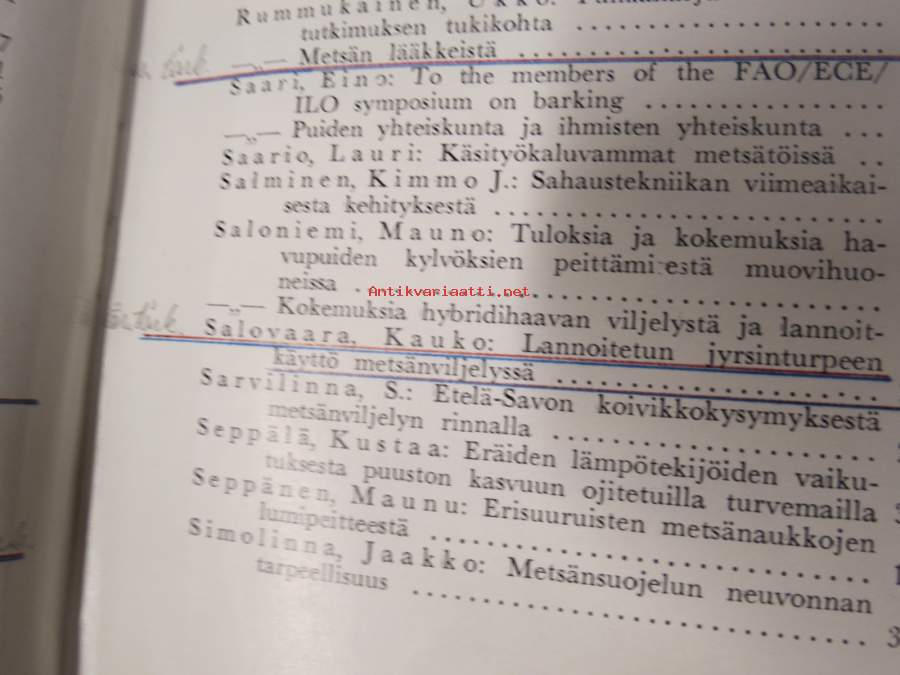 Rummukainen, Ukko:
tutkimuksen tukikohta
—„— Metsän lääkkeistä
Saari, Eino: To the members of the FAO/ECE/
ILO symposium on barking
—„— Puiden yhteiskunta ja ihmisten yhteiskunta
Saario, Lauri: Käsityökaluvammat metsätöissä
Salminen, Kimmo J.: Sahaustekniikan viimeaikai-
sesta kehityksestä
Saloniemi, Mauno: Tuloksia ja kokemuksia ha-
vupuiden kylvöksien peittämisestä muovihuo-
neissa
Antikvariaatti.net
—„— Kokemuksia hybridihaavan viljelystä ja lannoit-
Salovaara, Kauko: Lannoitetun jyrsinturpeen
käyttö metsänviljelyssä
Sarvilinna, S.: Etelä-Savon koivikkokysymyksestä
metsänviljelyn rinnalla
Seppälä, Kustaa: Eräiden lämpötekijöiden vaiku-
tuksesta puuston kasvuun ojitetuilla turvemailla
Seppänen, Maunu: Erisuuruisten metsänaukkojen
lumipeitteestä
Simolinna, Jaakko: Metsänsuojelun neuvonnan
tarpeellisuus